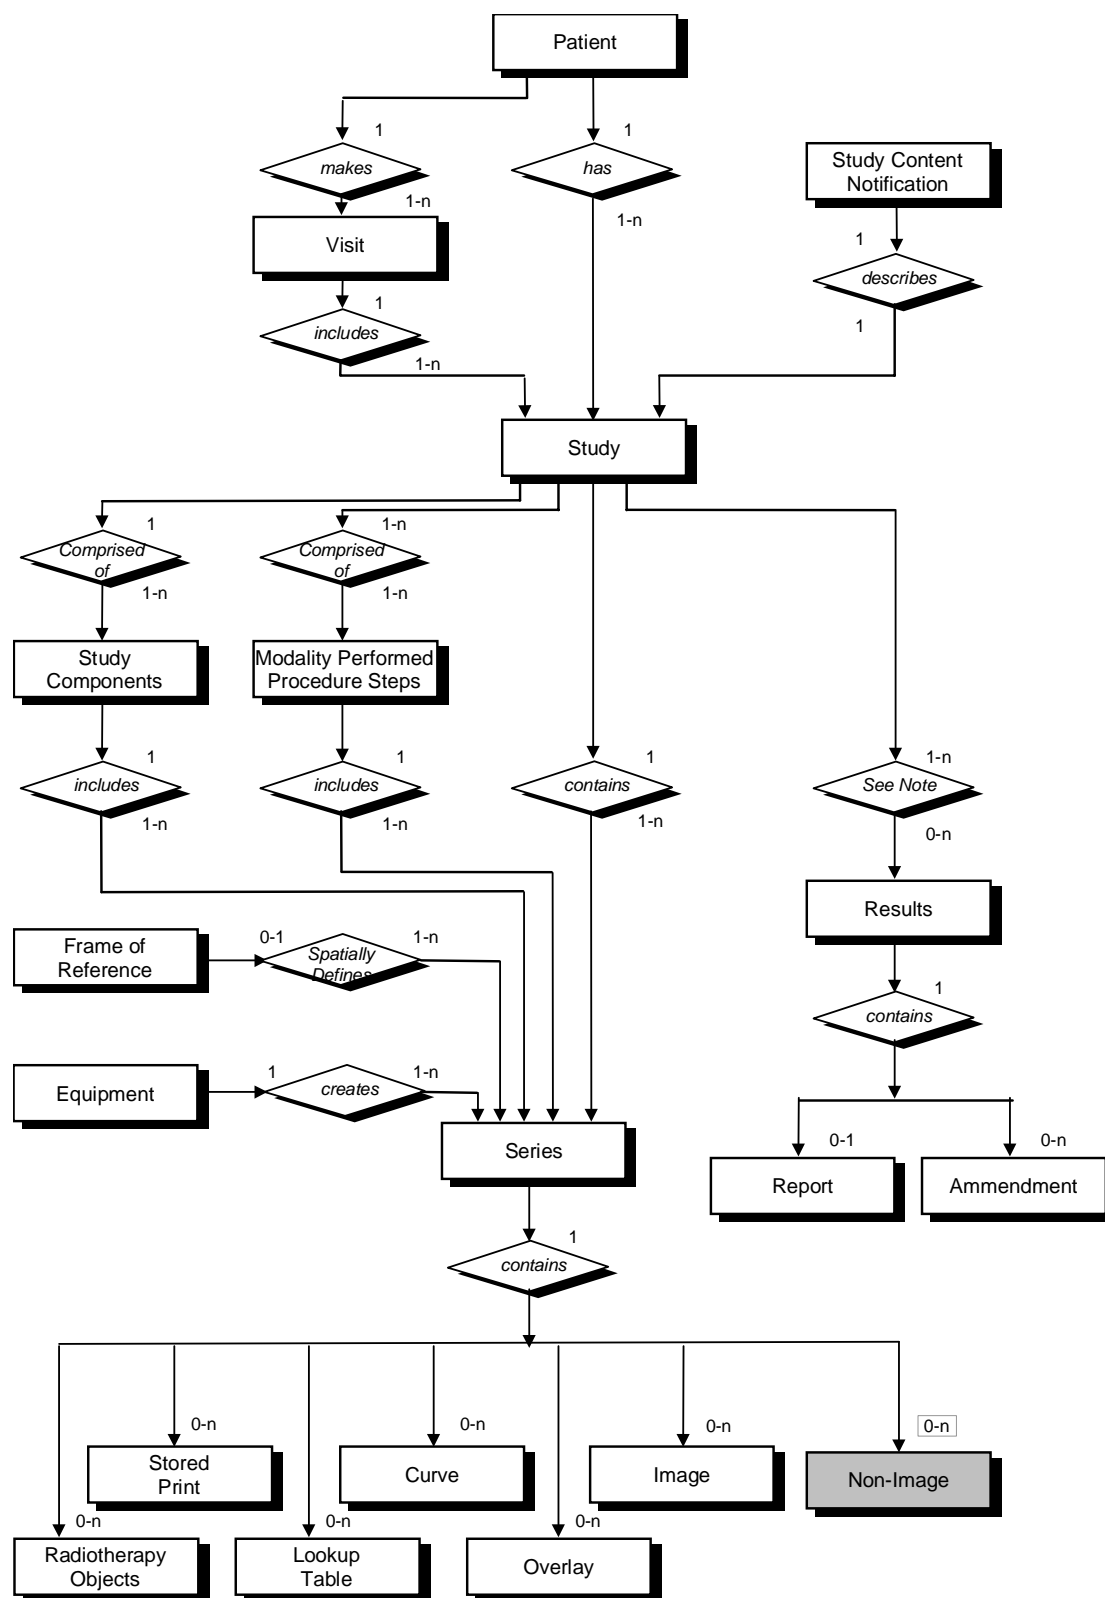 Patient
1
1
makes
has
Study Content
Notification
1-n
1-n
Visit
1
describes
1
includes
1
1-n
Study
1
1-n
Comprised
of
Comprised
of
1-n
1-n
Study
Components
Modality Performed
Procedure Steps
1
1
1
1-n
includes
includes
contains
See Note
1-n
1-n
1-n
0-n
Results
Frame of
Reference
0-1
Spatially
Defines
1-n
1
contains
Equipment
1
creates
1-n
Series
0-1
0-n
Report
Ammendment
1
contains
0-n
0-n
0-n
0-n
Stored
Print
Curve
Image
Non-Image
0-n
0-n
0-n
Radiotherapy
Objects
Lookup
Table
Overlay